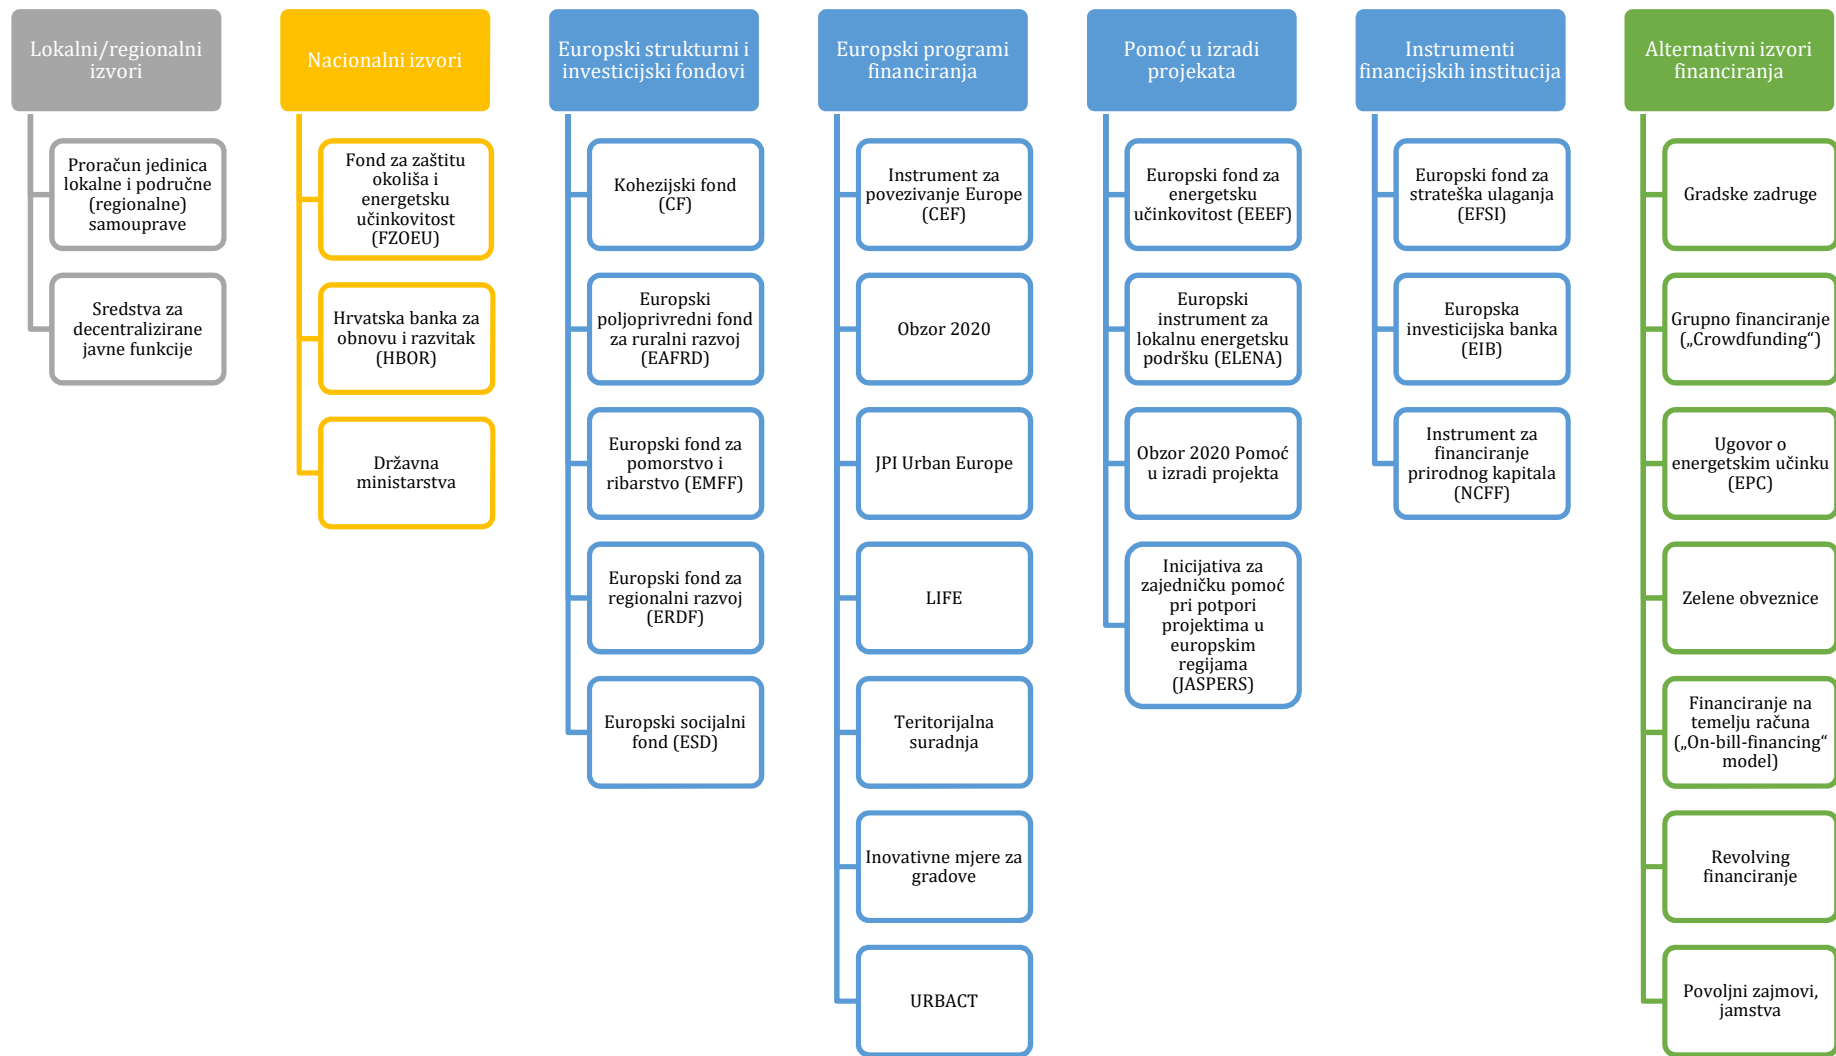 Lokalni/regionalni
izvori
Proračun jedinica
lokalne i područne
(regionalne)
samouprave
Sredstva za
decentralizirane
javne funkcije
Nacionalni izvori
Fond za zaštitu
okoliša i
energetsku
učinkovitost
(FZOEU)
Hrvatska banka za
obnovu i razvitak
(HBOR)
Državna
ministarstva
Europski strukturni i
investicijski fondovi
Kohezijski fond
(CF)
Europski
poljoprivredni fond
za ruralni razvoj
(EAFRD)
Europski fond za
pomorstvo i
ribarstvo (EMFF)
Europski fond za
regionalni razvoj
(ERDF)
Europski socijalni
fond (ESD)
Europski programi
financiranja
Instrument za
povezivanje Europe
(CEF)
Obzor 2020
JPI Urban Europe
LIFE
Teritorijalna
suradnja
Inovativne mjere za
gradove
URBACT
Pomoć u izradi
projekata
Europski fond za
energetsku
učinkovitost (EEEF)
Europski
instrument za
lokalnu energetsku
podršku (ELENA)
Obzor 2020 Pomoć
u izradi projekta
Inicijativa za
zajedničku pomoć
pri potpori
projektima u
europskim
regijama
(JASPERS)
Instrumenti
financijskih institucija
Europski fond za
strateška ulaganja
(EFSI)
Europska
investicijska banka
(EIB)
Instrument za
financiranje
prirodnog kapitala
(NCFF)
Alternativni izvori
financiranja
Gradske zadruge
Grupno financiranje
(„Crowdfunding“)
Ugovor o
energetskim učinku
(EPC)
Zelene obveznice
Financiranje na
temelju računa
(„On-bill-financing“
model)
Revolving
financiranje
Povoljni zajmovi,
jamstva